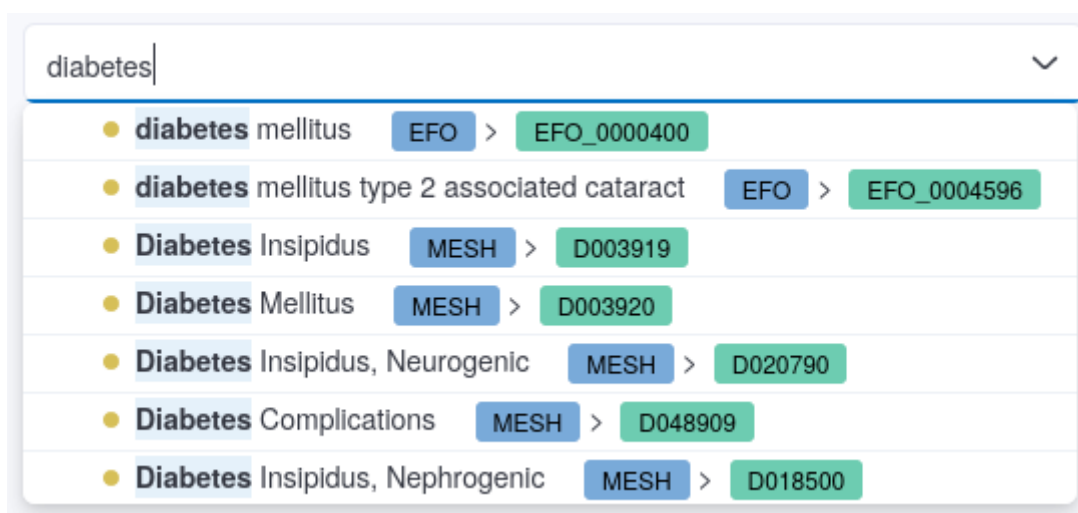 diabetes
diabetes mellitus EFO > EFO_0000400
diabetes mellitus type 2 associated cataract EFO > EFO_0004596
Diabetes Insipidus MESH > D003919
Diabetes Mellitus MESH > D003920
Diabetes Insipidus, Neurogenic MESH > D020790
Diabetes Complications MESH > D048909
Diabetes Insipidus, Nephrogenic MESH > D018500